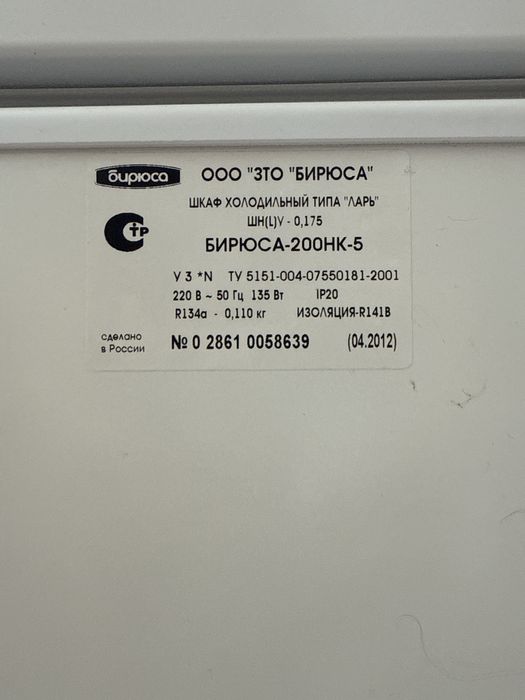 бирюса ООО "ЗТО "БИРЮСА"
ШКАФ ХОЛОДИЛЬНЫЙ ТИПА "ЛАРЬ"
ШН(L)V - 0,175
БИРЮСА-200НК-5
тР
V 3 *N ТУ 5151-004-07550181-2001
220 В ~ 50 Гц 135 Вт IP20
R134a - 0,110 кг ИЗОЛЯЦИЯ-R141B
сделано
в России
№ 0 2861 0058639 (04.2012)